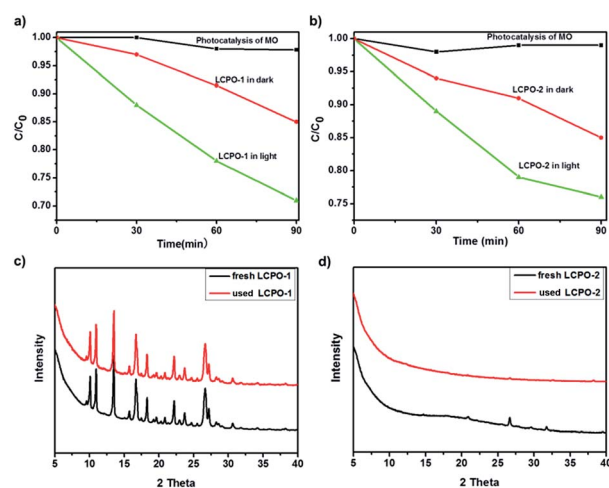 a)
1.00
0.95
0.90
0.85
0.80
0.75
0.70
C/C0
0
30
60
90
Time(min)
Photocatalysis of MO
LCPO-1 in dark
LCPO-1 in light
b)
1.00
0.95
0.90
0.85
0.80
0.75
C/C0
0
30
60
90
Time (min)
Photocatalysis of MO
LCPO-2 in dark
LCPO-2 in light
c)
fresh LCPO-1
used LCPO-1
Intensity
5 10 15 20 25 30 35 40
2 Theta
d)
fresh LCPO-2
used LCPO-2
Intensity
5 10 15 20 25 30 35 40
2 Theta